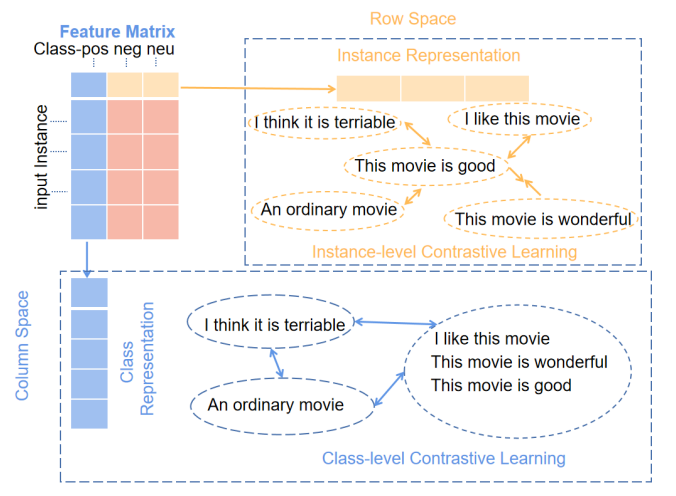 Row Space
Feature Matrix
Class-pos neg neu
Instance Representation
input Instance
I think it is terriable
I like this movie
This movie is good
An ordinary movie
This movie is wonderful
Instance-level Contrastive Learning
Column Space
Class
Representation
I think it is terriable
I like this movie
This movie is wonderful
This movie is good
An ordinary movie
Class-level Contrastive Learning